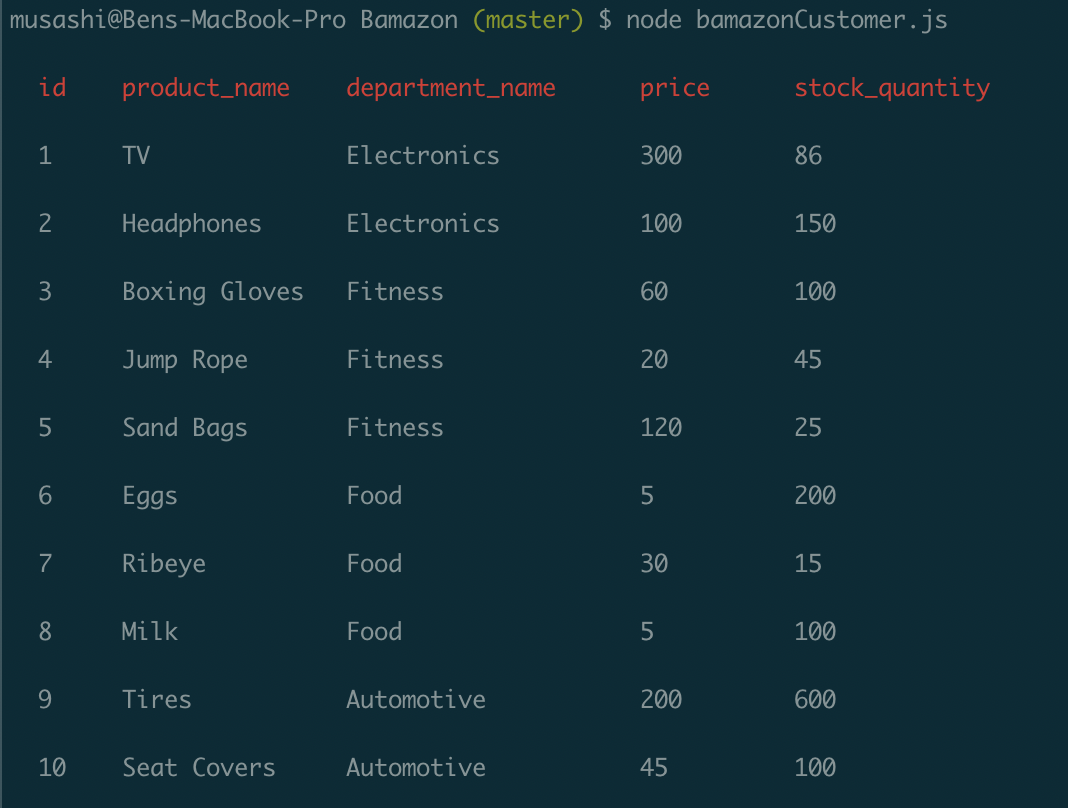 musashi@Bens-MacBook-Pro Bamazon (master) $ node bamazonCustomer.js
id product_name department_name price stock_quantity
1 TV Electronics 300 86
2 Headphones Electronics 100 150
3 Boxing Gloves Fitness 60 100
4 Jump Rope Fitness 20 45
5 Sand Bags Fitness 120 25
6 Eggs Food 5 200
7 Ribeye Food 30 15
8 Milk Food 5 100
9 Tires Automotive 200 600
10 Seat Covers Automotive 45 100